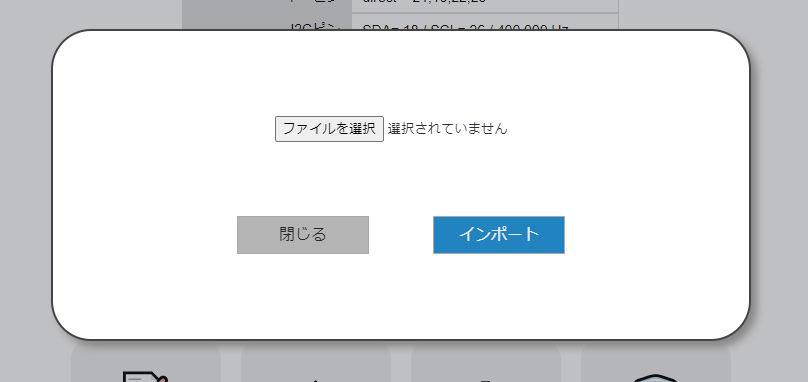 I2Cピン SDA= 18 / SCL= 26 / 400,000 Hz
ファイルを選択 選択されていません
閉じる インポート